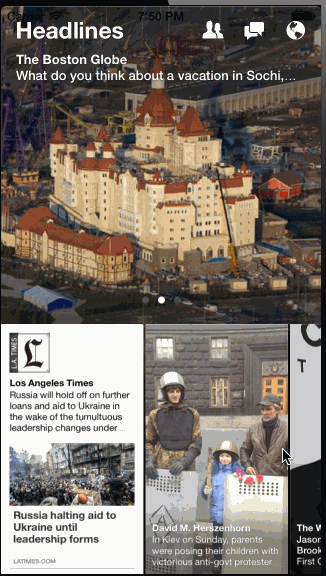 7:50 PM
Headlines
The Boston Globe
What do you think about a vacation in Sochi,...
L.A. TIMES
L
Los Angeles Times
Russia will hold off on further
loans and aid to Ukraine in
the wake of the tumultuous
leadership changes under ...
Russia halting aid to
Ukraine until
leadership forms
LATIMES.COM
David M. Herszenhorn
In Kiev on Sunday, parents
were posing their children with
victorious anti-govt protester
C
T
The W
Jason
Brook
First C